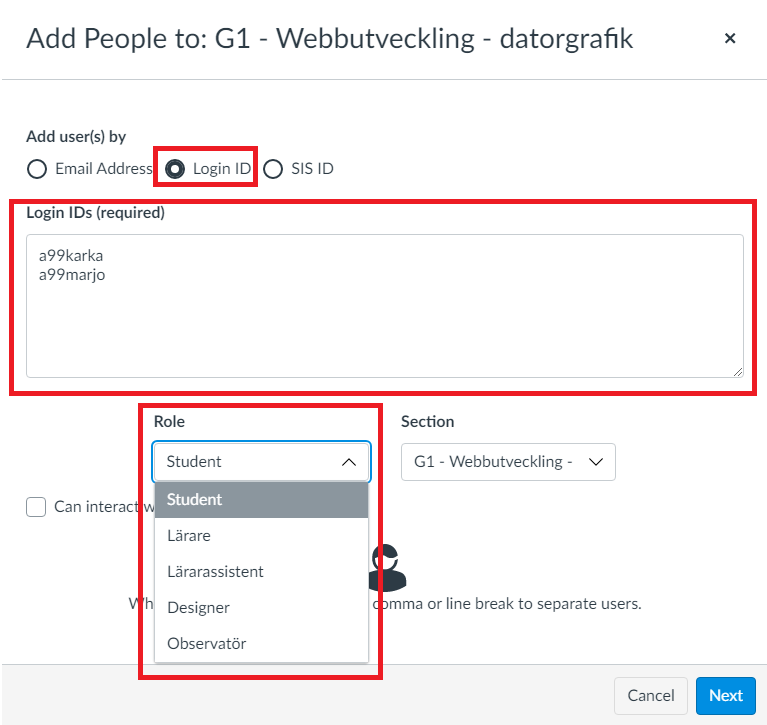 Add People to: G1 - Webbutveckling - datorgrafik
Add user(s) by
Email Address Login ID SIS ID
Login IDs (required)
a99karka
a99marjo
Role Section
Student G1 - Webbutveckling -
Can interact w
Student
Lärare
Lärarassistent
Designer
Wh comma or line break to separate users.
Observatör
Cancel Next